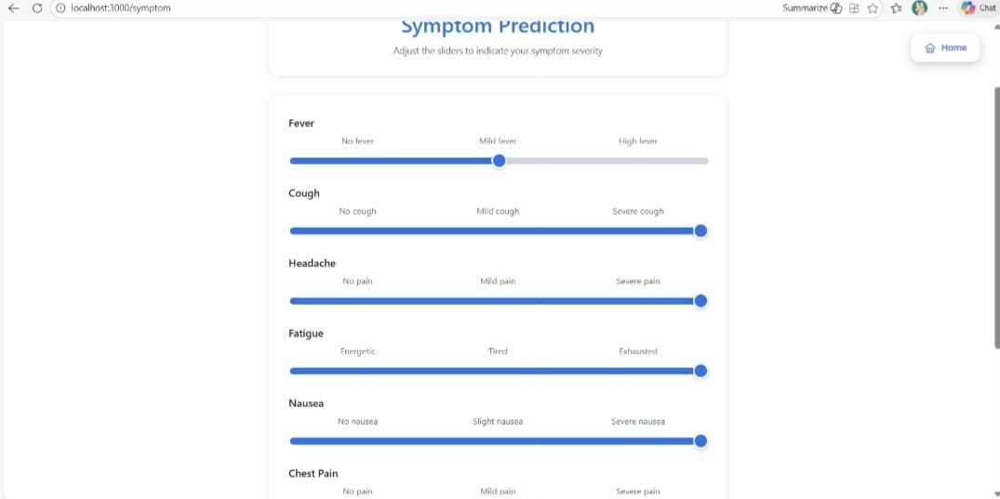 localhost:3000/symptom
Summarize
Chat
Symptom Prediction
Adjust the sliders to indicate your symptom severity
Home
Fever
No fever Mild fever High fever
Cough
No cough Mild cough Severe cough
Headache
No pain Mild pain Severe pain
Fatigue
Energetic Tired Exhausted
Nausea
No nausea Slight nausea Severe nausea
Chest Pain
No pain Mild pain Severe pain